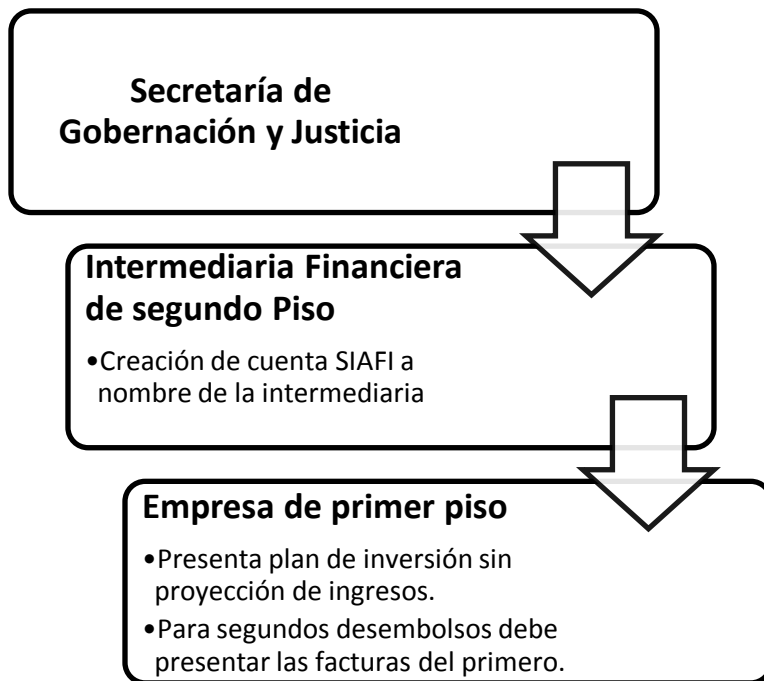 Secretaría de
Gobernación y Justicia
Intermediaria Financiera
de segundo Piso
•Creación de cuenta SIAFI a
nombre de la intermediaria
Empresa de primer piso
•Presenta plan de inversión sin
proyección de ingresos.
•Para segundos desembolsos debe
presentar las facturas del primero.